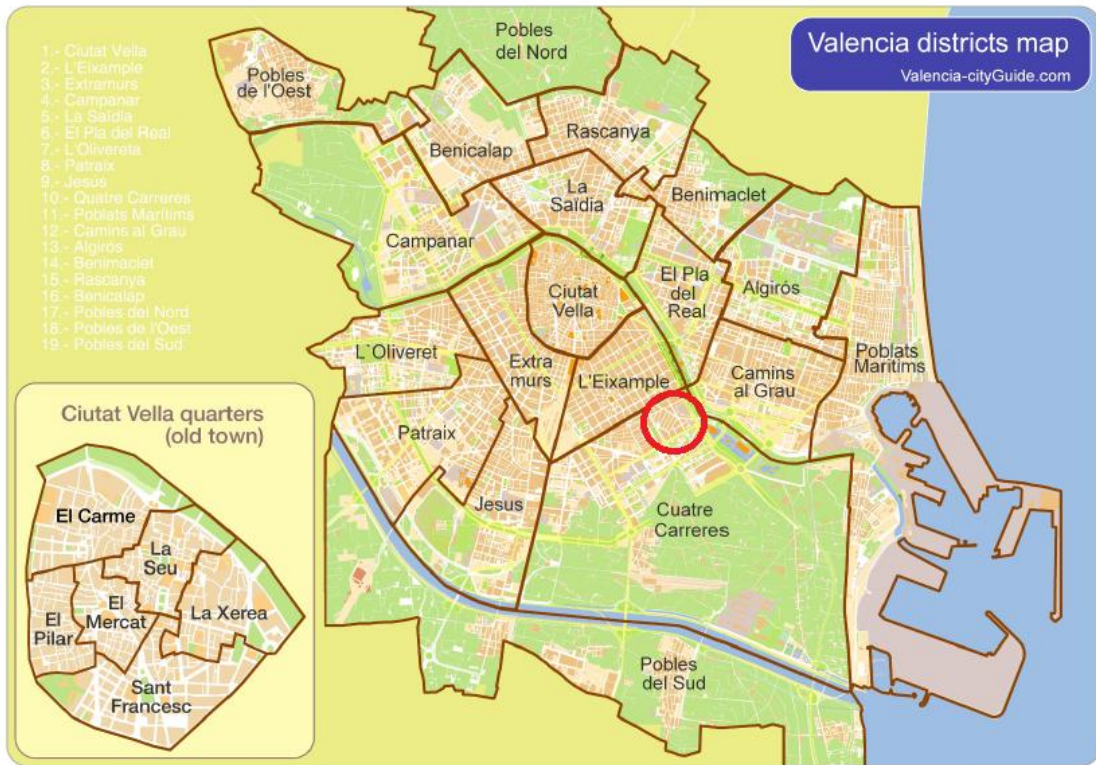 Valencia districts map
Valencia-cityGuide.com
1.- Ciutat Vella
2.- L'Eixample
3.- Extramurs
4.- Campanar
5.- La Saïdia
6.- El Pla del Real
7.- L'Olivereta
8.- Patraix
9.- Jesús
10.- Quatre Carreres
11.- Poblats Marítims
12.- Camins al Grau
13.- Algirós
14.- Benimaclet
15.- Rascanya
16.- Benicalap
17.- Pobles del Nord
18.- Pobles de l'Oest
19.- Pobles del Sud
Pobles
del Nord
Pobles
de l'Oest
Benicalap
Rascanya
La
Saïdia
Benimaclet
Campanar
Ciutat
Vella
El Pla
del
Real
Algirós
L`Oliveret
Extra
murs
L'Eixample
Camins
al Grau
Poblats
Maritims
Patraix
Jesus
Cuatre
Carreres
Pobles
del Sud
Ciutat Vella quarters
(old town)
El Carme
La
Seu
El
Pilar
El
Mercat
La Xerea
Sant
Francesc